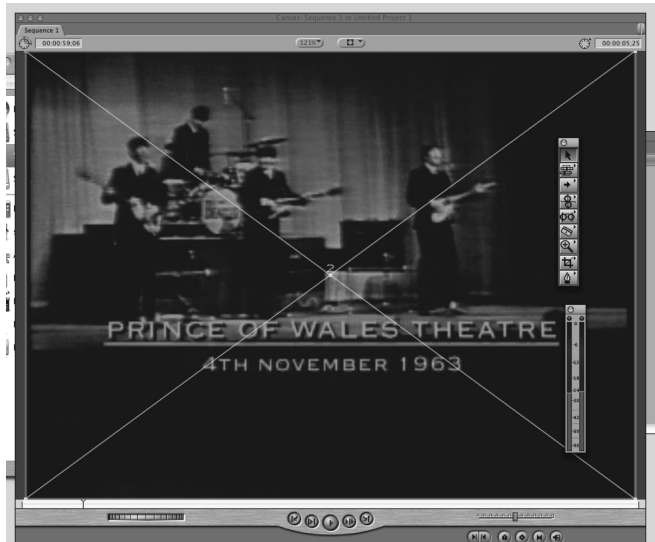 Canvas: Sequence 1 in Untitled Project 1
Sequence 1
00:00:59;06
121%
00:00:05;25
2
PRINCE OF WALES THEATRE
4TH NOVEMBER 1963